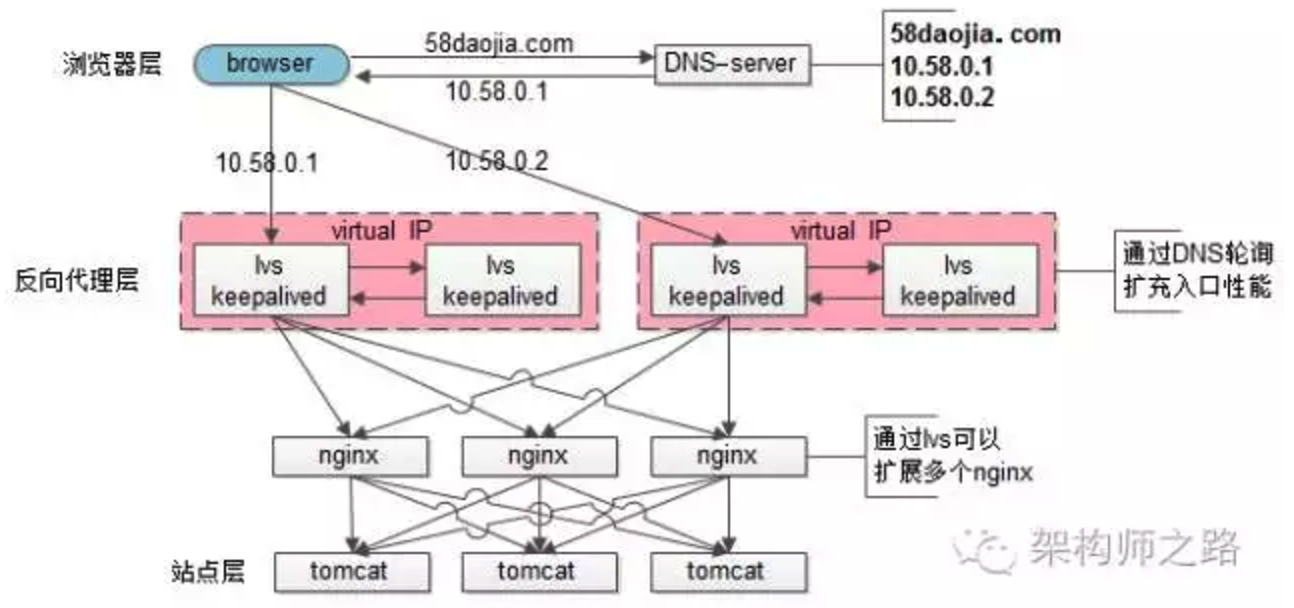 浏览器层
browser
58daojia.com
10.58.0.1
DNS-server
58daojia.com
10.58.0.1
10.58.0.2
10.58.0.1
10.58.0.2
反向代理层
virtual IP
lvs
keepalived
lvs
keepalived
virtual IP
lvs
keepalived
lvs
keepalived
通过DNS轮询
扩充入口性能
nginx
nginx
nginx
通过lvs可以
扩展多个nginx
站点层
tomcat
tomcat
tomcat
架构师之路